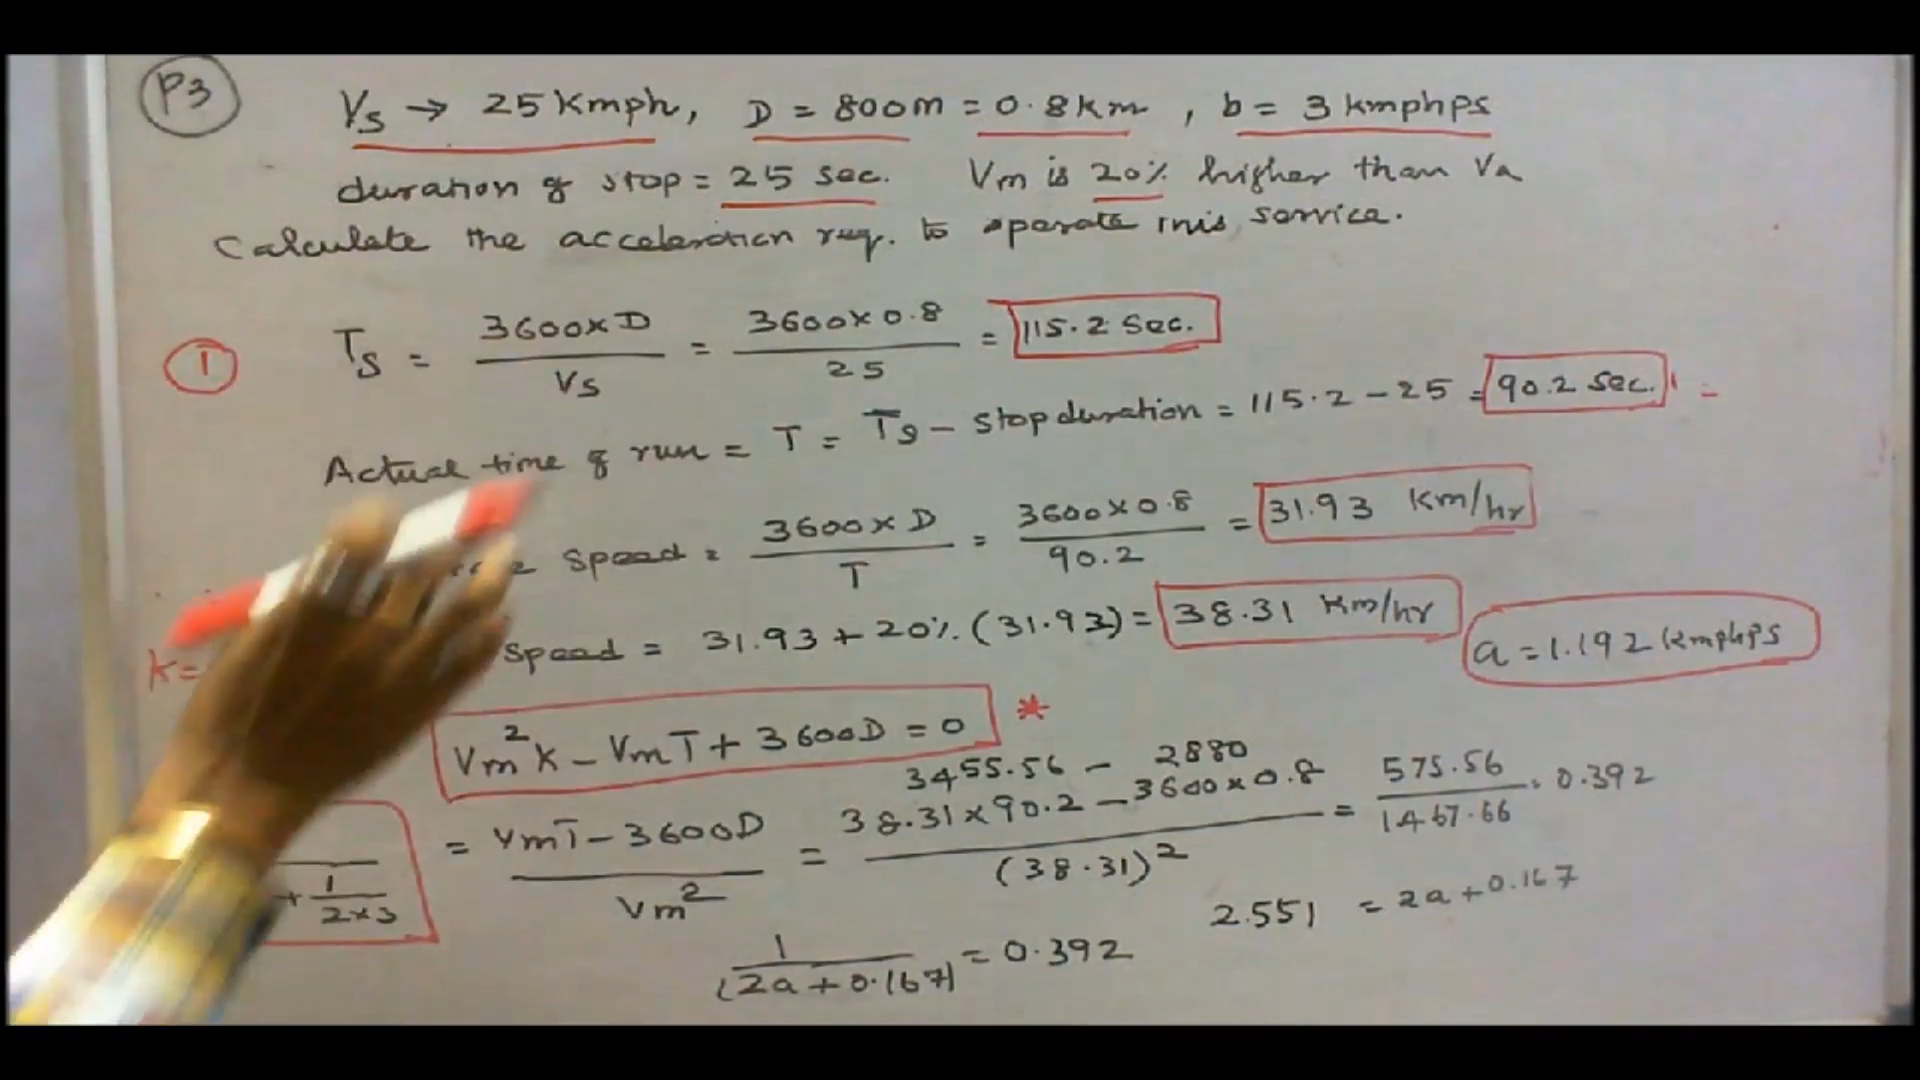 P3
Vs → 25 Kmph, D = 800m = 0.8km, b = 3 kmphps
duration of stop = 25 sec. Vm is 20% higher than Va
Calculate the acceleration req. to operate this service.
1
Ts = 3600×D / Vs = 3600×0.8 / 25 = 115.2 Sec.
Actual time of run = T = Ts − stop duration = 115.2 − 25 = 90.2 Sec. =
speed = 3600×D / T = 3600×0.8 / 90.2 = 31.93 Km/hr
speed = 31.93 + 20% (31.93) = 38.31 Km/hr
a = 1.192 kmphps
K=
Vm²K − VmT + 3600D = 0 *
3455.56 − 2880
+ 1/2×3 = VmT − 3600D / Vm² = 38.31×90.2 − 3600×0.8 / (38.31)² = 575.56 / 1467.66 = 0.392
2.551 = 2a + 0.167
1 / (2a + 0.167) = 0.392